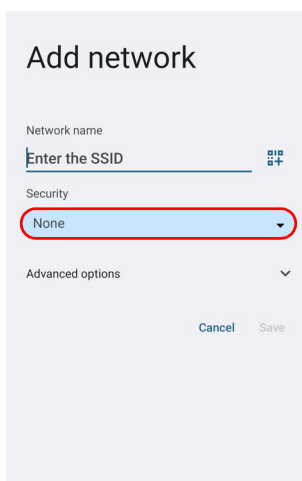 Add network
Network name
Enter the SSID
Security
None
Advanced options
Cancel Save